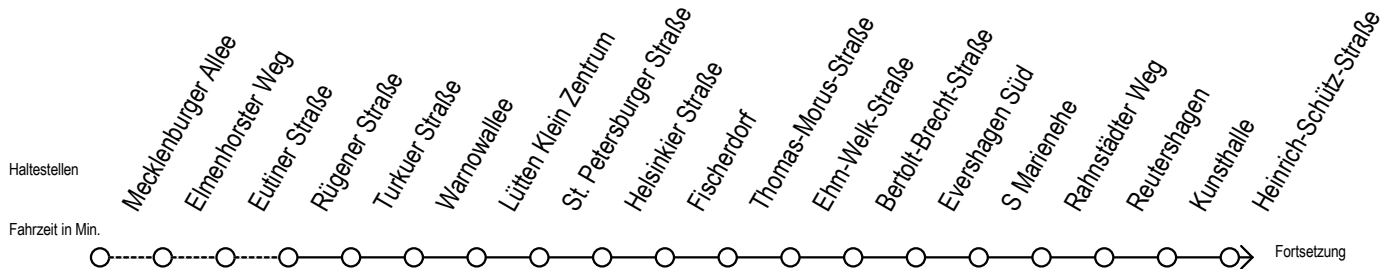 Haltestellen
Mecklenburger Allee
Elmenhorster Weg
Eutiner Straße
Rügener Straße
Turkuer Straße
Warnowallee
Lütten Klein Zentrum
St. Petersburger Straße
Helsinkier Straße
Fischerdorf
Thomas-Morus-Straße
Ehm-Welk-Straße
Bertolt-Brecht-Straße
Evershagen Süd
S Marienehe
Rahnstädter Weg
Reutershagen
Kunsthalle
Heinrich-Schütz-Straße
Fahrzeit in Min.
Fortsetzung